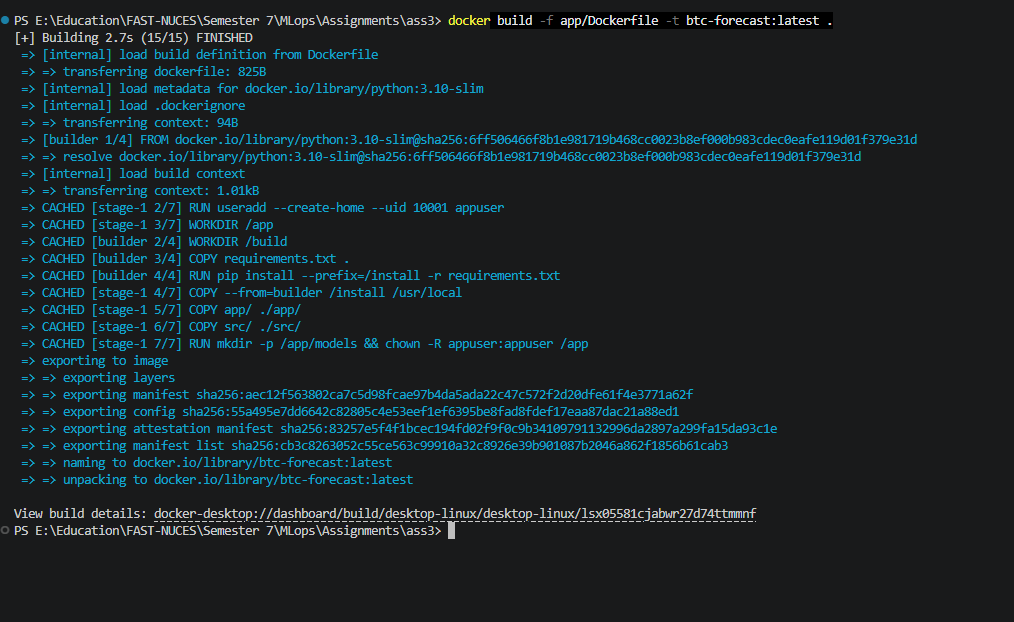 PS E:\Education\FAST-NUCES\Semester 7\MLops\Assignments\ass3> docker build -f app/Dockerfile -t btc-forecast:latest .
[+] Building 2.7s (15/15) FINISHED
=> [internal] load build definition from Dockerfile
=> => transferring dockerfile: 825B
=> [internal] load metadata for docker.io/library/python:3.10-slim
=> [internal] load .dockerignore
=> => transferring context: 94B
=> [builder 1/4] FROM docker.io/library/python:3.10-slim@sha256:6ff506466f8b1e981719b468cc0023b8ef000b983cdec0eafe119d01f379e31d
=> => resolve docker.io/library/python:3.10-slim@sha256:6ff506466f8b1e981719b468cc0023b8ef000b983cdec0eafe119d01f379e31d
=> [internal] load build context
=> => transferring context: 1.01kB
=> CACHED [stage-1 2/7] RUN useradd --create-home --uid 10001 appuser
=> CACHED [stage-1 3/7] WORKDIR /app
=> CACHED [builder 2/4] WORKDIR /build
=> CACHED [builder 3/4] COPY requirements.txt .
=> CACHED [builder 4/4] RUN pip install --prefix=/install -r requirements.txt
=> CACHED [stage-1 4/7] COPY --from=builder /install /usr/local
=> CACHED [stage-1 5/7] COPY app/ ./app/
=> CACHED [stage-1 6/7] COPY src/ ./src/
=> CACHED [stage-1 7/7] RUN mkdir -p /app/models && chown -R appuser:appuser /app
=> exporting to image
=> => exporting layers
=> => exporting manifest sha256:aec12f563802ca7c5d98fcae97b4da5ada22c47c572f2d20dfe61f4e3771a62f
=> => exporting config sha256:55a495e7dd6642c82805c4e53eef1ef6395be8fad8fdef17eaa87dac21a88ed1
=> => exporting attestation manifest sha256:83257e5f4f1bcec194fd02f9f0c9b34109791132996da2897a299fa15da93c1e
=> => exporting manifest list sha256:cb3c8263052c55ce563c99910a32c8926e39b901087b2046a862f1856b61cab3
=> => naming to docker.io/library/btc-forecast:latest
=> => unpacking to docker.io/library/btc-forecast:latest
View build details: docker-desktop://dashboard/build/desktop-linux/desktop-linux/lsx05581cjabwr27d74ttmmnf
PS E:\Education\FAST-NUCES\Semester 7\MLops\Assignments\ass3>